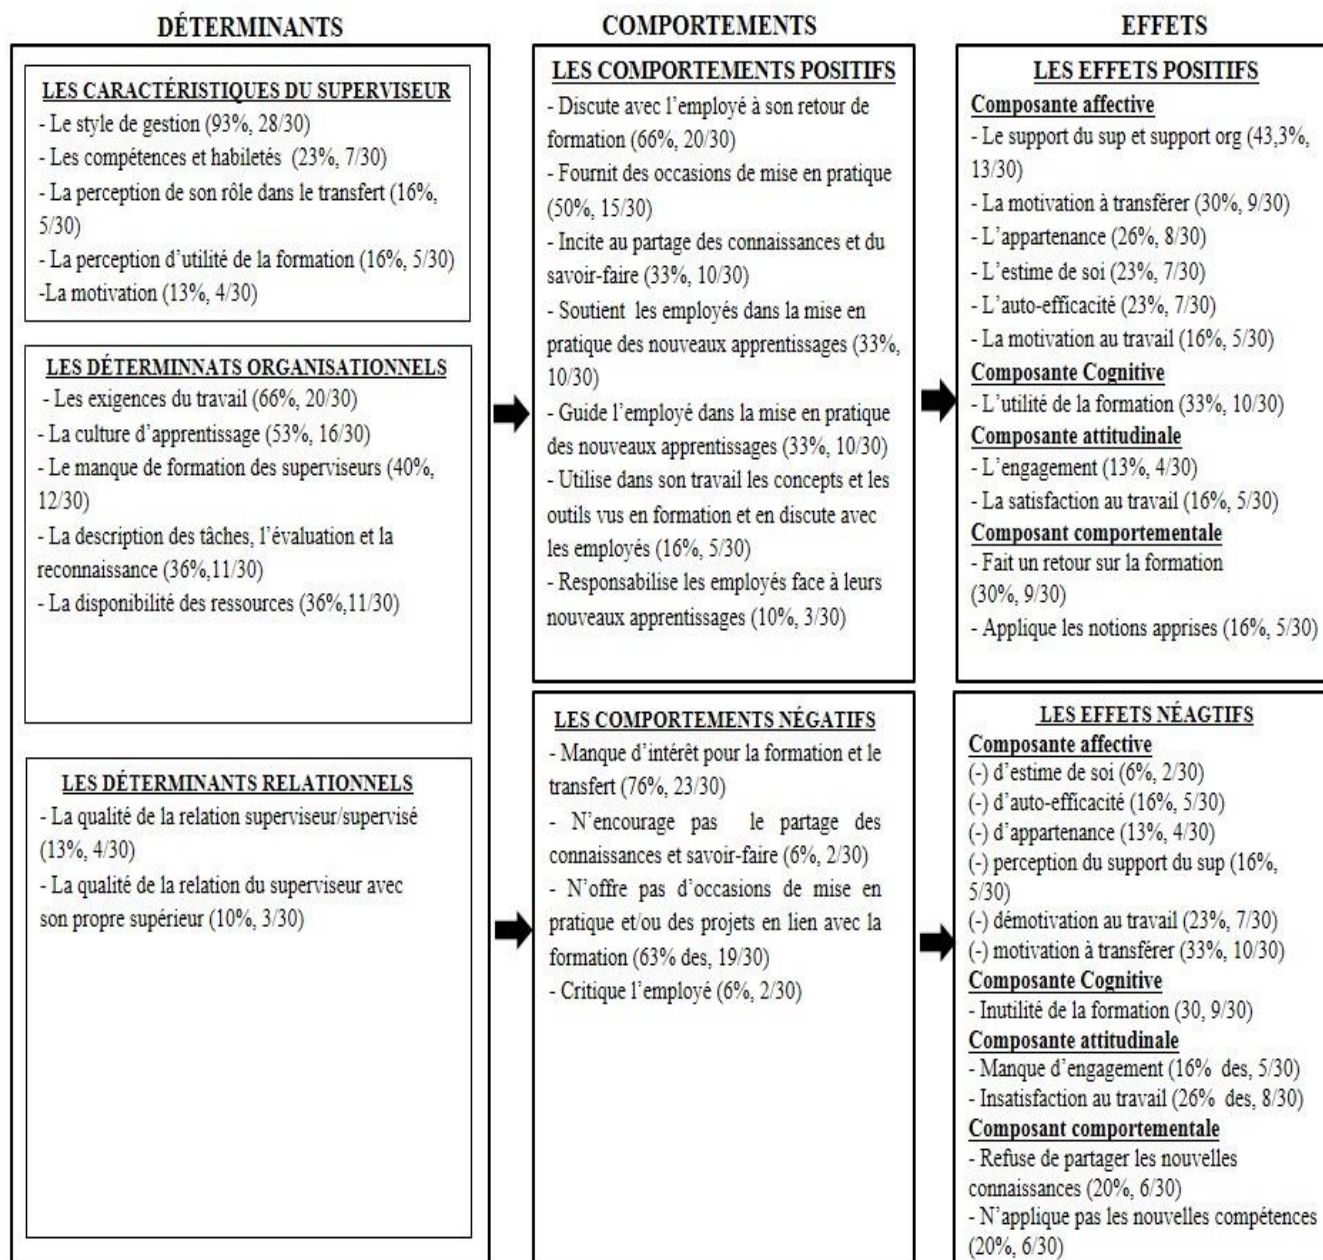 DÉTERMINANTS
LES CARACTÉRISTIQUES DU SUPERVISEUR
- Le style de gestion (93%, 28/30)
- Les compétences et habiletés (23%, 7/30)
- La perception de son rôle dans le transfert (16%,
5/30)
- La perception d’utilité de la formation (16%, 5/30)
-La motivation (13%, 4/30)
LES DÉTERMINNATS ORGANISATIONNELS
- Les exigences du travail (66%, 20/30)
- La culture d’apprentissage (53%, 16/30)
- Le manque de formation des superviseurs (40%,
12/30)
- La description des tâches, l’évaluation et la
reconnaissance (36%,11/30)
- La disponibilité des ressources (36%,11/30)
LES DÉTERMINANTS RELATIONNELS
- La qualité de la relation superviseur/supervisé
(13%, 4/30)
- La qualité de la relation du superviseur avec
son propre supérieur (10%, 3/30)
COMPORTEMENTS
LES COMPORTEMENTS POSITIFS
- Discute avec l’employé à son retour de
formation (66%, 20/30)
- Fournit des occasions de mise en pratique
(50%, 15/30)
- Incite au partage des connaissances et du
savoir-faire (33%, 10/30)
- Soutient les employés dans la mise en
pratique des nouveaux apprentissages (33%,
10/30)
- Guide l’employé dans la mise en pratique
des nouveaux apprentissages (33%, 10/30)
- Utilise dans son travail les concepts et les
outils vus en formation et en discute avec
les employés (16%, 5/30)
- Responsabilise les employés face à leurs
nouveaux apprentissages (10%, 3/30)
LES COMPORTEMENTS NÉGATIFS
- Manque d’intérêt pour la formation et le
transfert (76%, 23/30)
- N’encourage pas le partage des
connaissances et savoir-faire (6%, 2/30)
- N’offre pas d’occasions de mise en
pratique et/ou des projets en lien avec la
formation (63% des, 19/30)
- Critique l’employé (6%, 2/30)
EFFETS
LES EFFETS POSITIFS
Composante affective
- Le support du sup et support org (43,3%,
13/30)
- La motivation à transférer (30%, 9/30)
- L’appartenance (26%, 8/30)
- L’estime de soi (23%, 7/30)
- L’auto-efficacité (23%, 7/30)
- La motivation au travail (16%, 5/30)
Composante Cognitive
- L’utilité de la formation (33%, 10/30)
Composante attitudinale
- L’engagement (13%, 4/30)
- La satisfaction au travail (16%, 5/30)
Composant comportementale
- Fait un retour sur la formation
(30%, 9/30)
- Applique les notions apprises (16%, 5/30)
LES EFFETS NÉAGTIFS
Composante affective
(-) d’estime de soi (6%, 2/30)
(-) d’auto-efficacité (16%, 5/30)
(-) d’appartenance (13%, 4/30)
(-) perception du support du sup (16%,
5/30)
(-) démotivation au travail (23%, 7/30)
(-) motivation à transférer (33%, 10/30)
Composante Cognitive
- Inutilité de la formation (30, 9/30)
Composante attitudinale
- Manque d’engagement (16% des, 5/30)
- Insatisfaction au travail (26% des, 8/30)
Composant comportementale
- Refuse de partager les nouvelles
connaissances (20%, 6/30)
- N’applique pas les nouvelles compétences
(20%, 6/30)